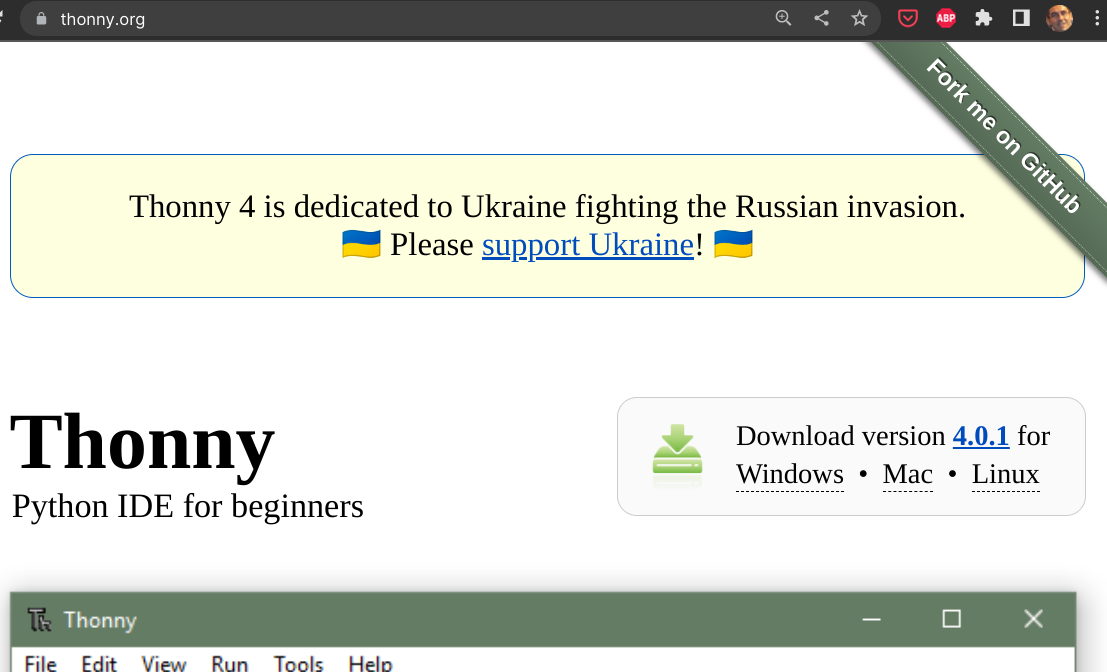 thonny.org
ABP
Fork me on GitHub
Thonny 4 is dedicated to Ukraine fighting the Russian invasion.
🇺🇦 Please support Ukraine! 🇺🇦
Thonny
Python IDE for beginners
Download version 4.0.1 for
Windows • Mac • Linux
Th Thonny
File Edit View Run Tools Help